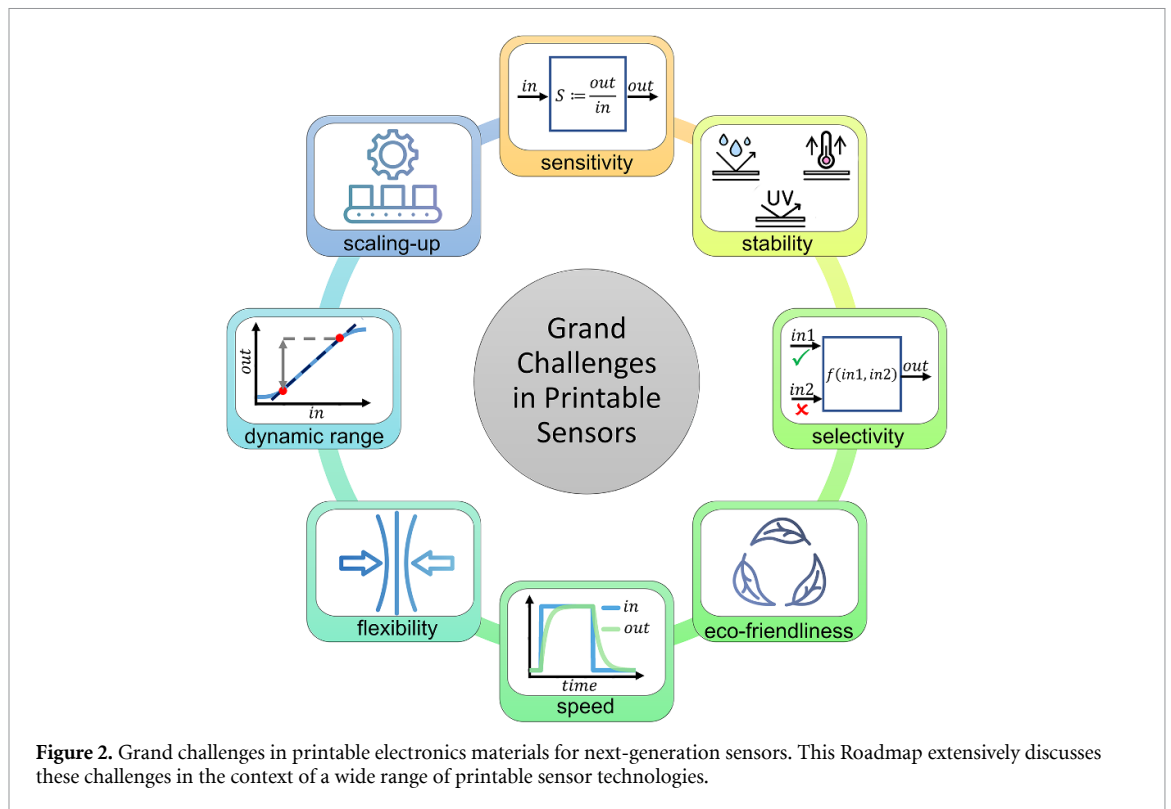 in
S := out/in
out
sensitivity
scaling-up
UV
stability
Grand
Challenges
in Printable
Sensors
out
in
dynamic range
in1
✓
in2
✗
f(in1, in2)
out
selectivity
flexibility
in
out
time
speed
eco-friendliness
Figure 2. Grand challenges in printable electronics materials for next-generation sensors. This Roadmap extensively discusses
these challenges in the context of a wide range of printable sensor technologies.